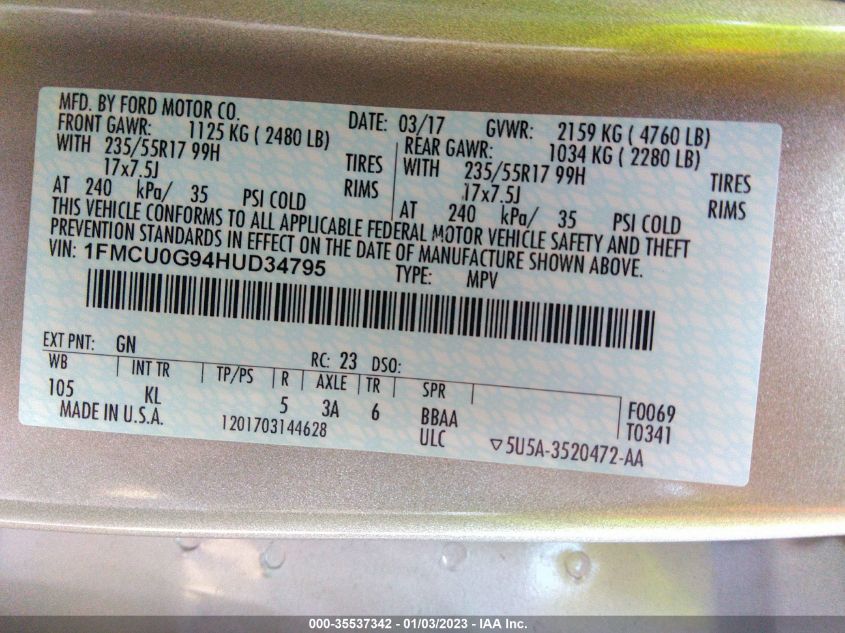 MFD. BY FORD MOTOR CO. DATE: 03/17 GVWR: 2159 KG ( 4760 LB)
FRONT GAWR: 1125 KG ( 2480 LB) REAR GAWR: 1034 KG ( 2280 LB)
WITH 235/55R17 99H TIRES WITH 235/55R17 99H TIRES
17x7.5J RIMS 17x7.5J RIMS
AT 240 kPa/ 35 PSI COLD AT 240 kPa/ 35 PSI COLD
THIS VEHICLE CONFORMS TO ALL APPLICABLE FEDERAL MOTOR VEHICLE SAFETY AND THEFT
PREVENTION STANDARDS IN EFFECT ON THE DATE OF MANUFACTURE SHOWN ABOVE.
VIN: 1FMCU0G94HUD34795 TYPE: MPV
EXT PNT: GN RC: 23 DSO:
WB INT TR TP/PS R AXLE TR SPR
105 KL 5 3A 6 BBAA F0069
MADE IN U.S.A. 1201703144628 ULC T0341
▽5U5A-3520472-AA
000-35537342 - 01/03/2023 - IAA Inc.